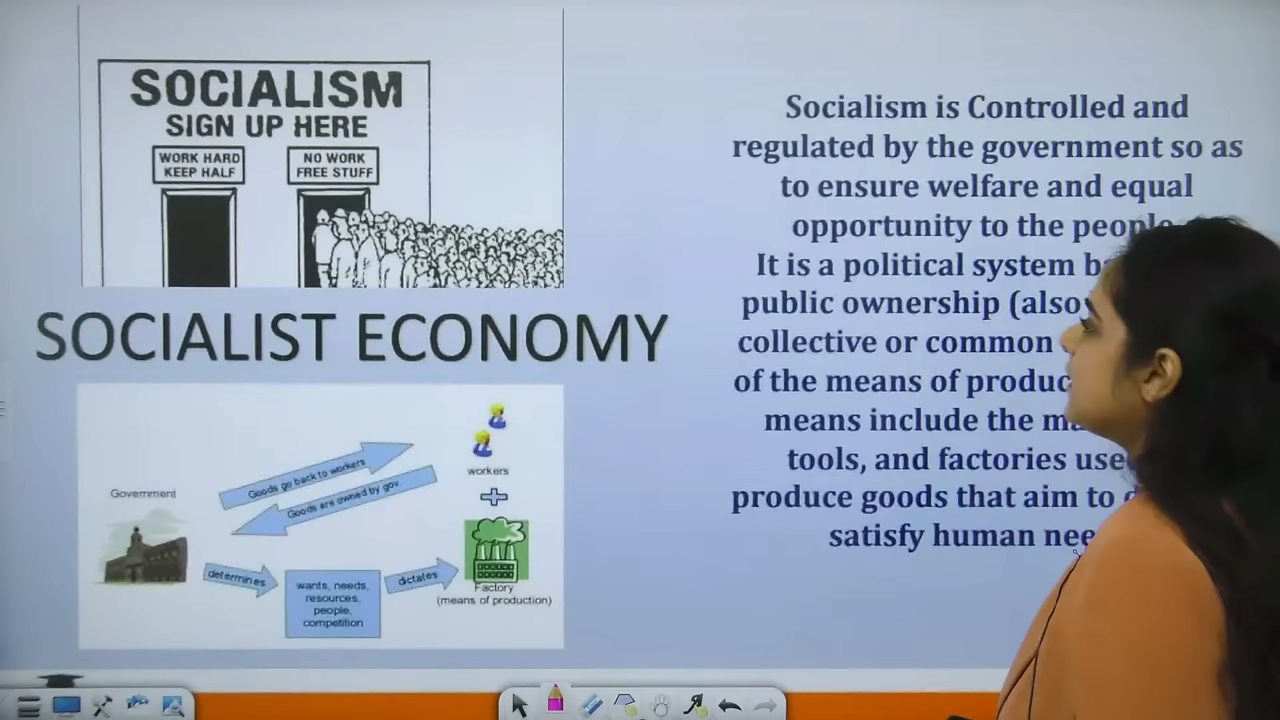 SOCIALISM
SIGN UP HERE
WORK HARD
KEEP HALF
NO WORK
FREE STUFF
SOCIALIST ECONOMY
Government
Goods go back to workers
Goods are owned by gov.
workers
determines
wants, needs,
resources,
people,
competition
dictates
Factory
(means of production)
Socialism is Controlled and
regulated by the government so as
to ensure welfare and equal
opportunity to the people
It is a political system
public ownership (also
collective or common
of the means of
means include the
tools, and factories
produce goods that aim to
satisfy human